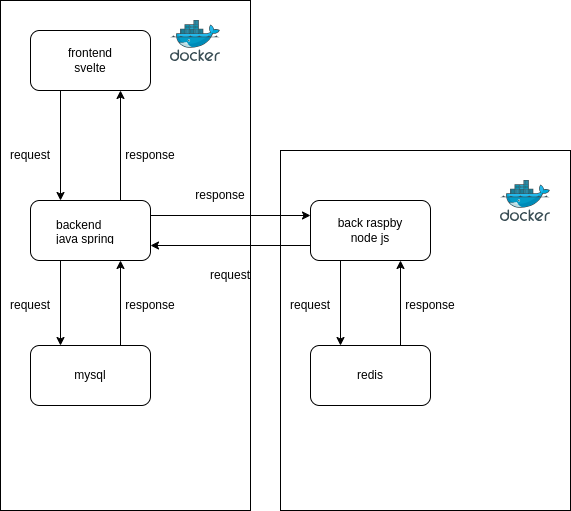 frontend
svelte
docker
request
response
response
docker
backend
java spring
back raspby
node js
request
request
response
request
response
mysql
redis